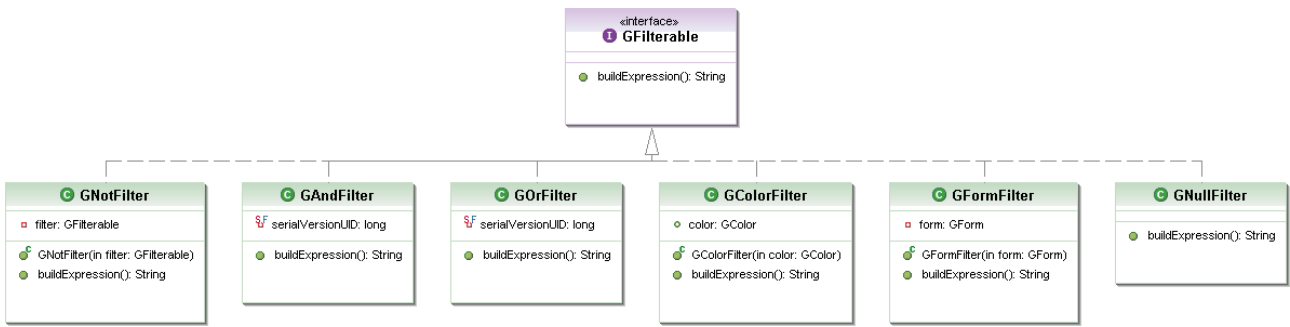 «interface»
I GFilterable
buildExpression(): String
C GNotFilter
filter: GFilterable
C GNotFilter(in filter: GFilterable)
buildExpression(): String
C GAndFilter
S F serialVersionUID: long
buildExpression(): String
C GOrFilter
S F serialVersionUID: long
buildExpression(): String
C GColorFilter
color: GColor
C GColorFilter(in color: GColor)
buildExpression(): String
C GFormFilter
form: GForm
C GFormFilter(in form: GForm)
buildExpression(): String
C GNullFilter
buildExpression(): String